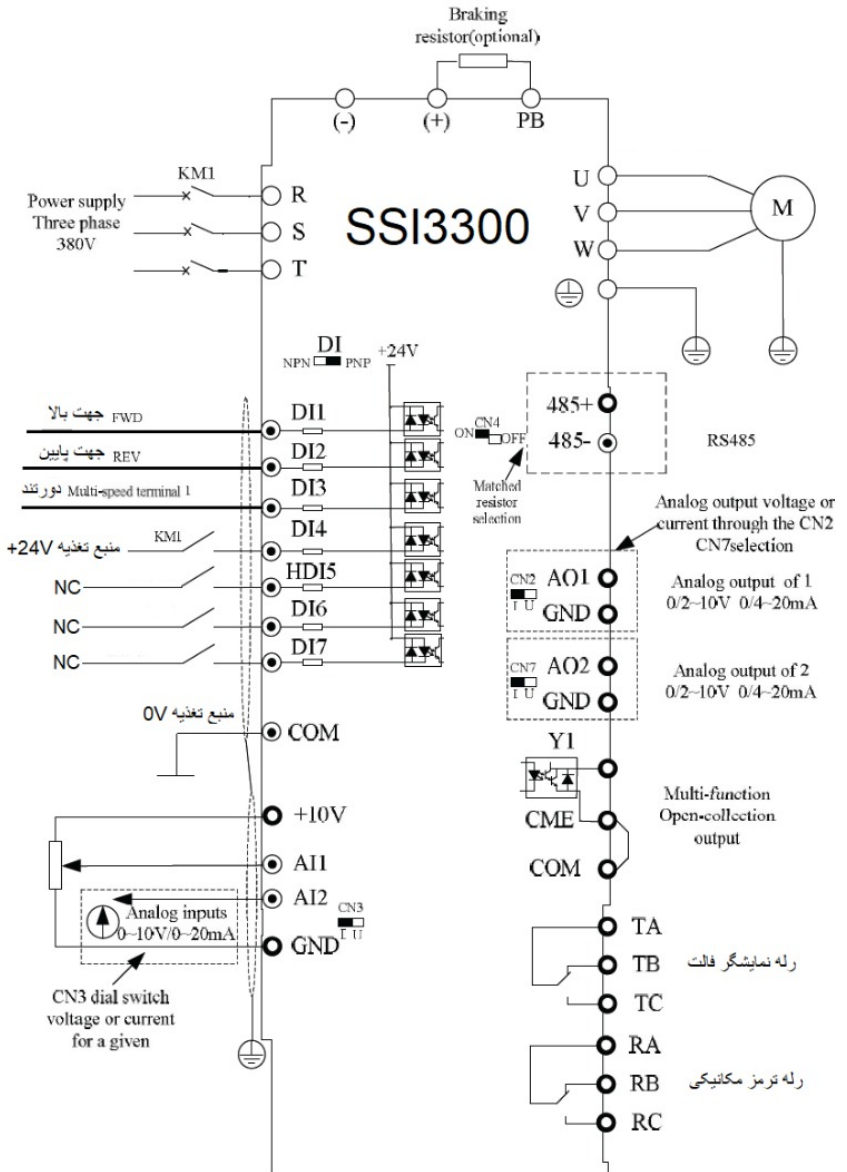 Braking
resistor(optional)
(-)
(+)
PB
KM1
Power supply
Three phase
380V
R
S
T
SSI3300
U
V
W
M
DI
NPN
PNP
+24V
جهت بالا FWD
DI1
جهت پایین REV
DI2
دورتند Multi-speed terminal 1
DI3
منبع تغذیه 24V+
KM1
DI4
NC
HDI5
NC
DI6
NC
DI7
منبع تغذیه 0V
COM
+10V
AI1
AI2
Analog inputs
0~10V/0~20mA
CN3
I U
GND
CN3 dial switch
voltage or current
for a given
485+
CN4
ON
OFF
485-
RS485
Matched
resistor
selection
Analog output voltage or
current through the CN2
CN7selection
CN2
I U
AO1
GND
Analog output of 1
0/2~10V 0/4~20mA
CN7
I U
AO2
GND
Analog output of 2
0/2~10V 0/4~20mA
Y1
CME
COM
Multi-function
Open-collection
output
TA
TB
رله نمایشگر فالت
TC
RA
RB
رله ترمز مکانیکی
RC